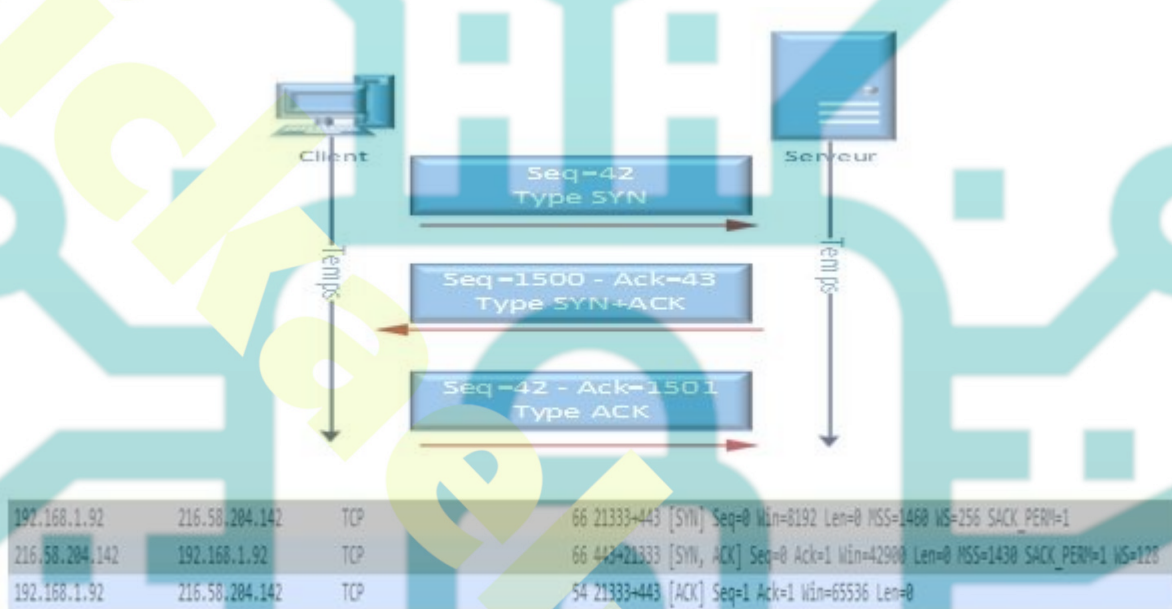 Client
Serveur
Seq=42
Type SYN
Temps
Temps
Seq=1500 - Ack=43
Type SYN+ACK
Seq=42 - Ack=1501
Type ACK
192.168.1.92 216.58.204.142 TCP 66 21333→443 [SYN] Seq=0 Win=8192 Len=0 MSS=1460 WS=256 SACK_PERM=1
216.58.204.142 192.168.1.92 TCP 66 443→21333 [SYN, ACK] Seq=0 Ack=1 Win=42900 Len=0 MSS=1430 SACK_PERM=1 WS=128
192.168.1.92 216.58.204.142 TCP 54 21333→443 [ACK] Seq=1 Ack=1 Win=65536 Len=0